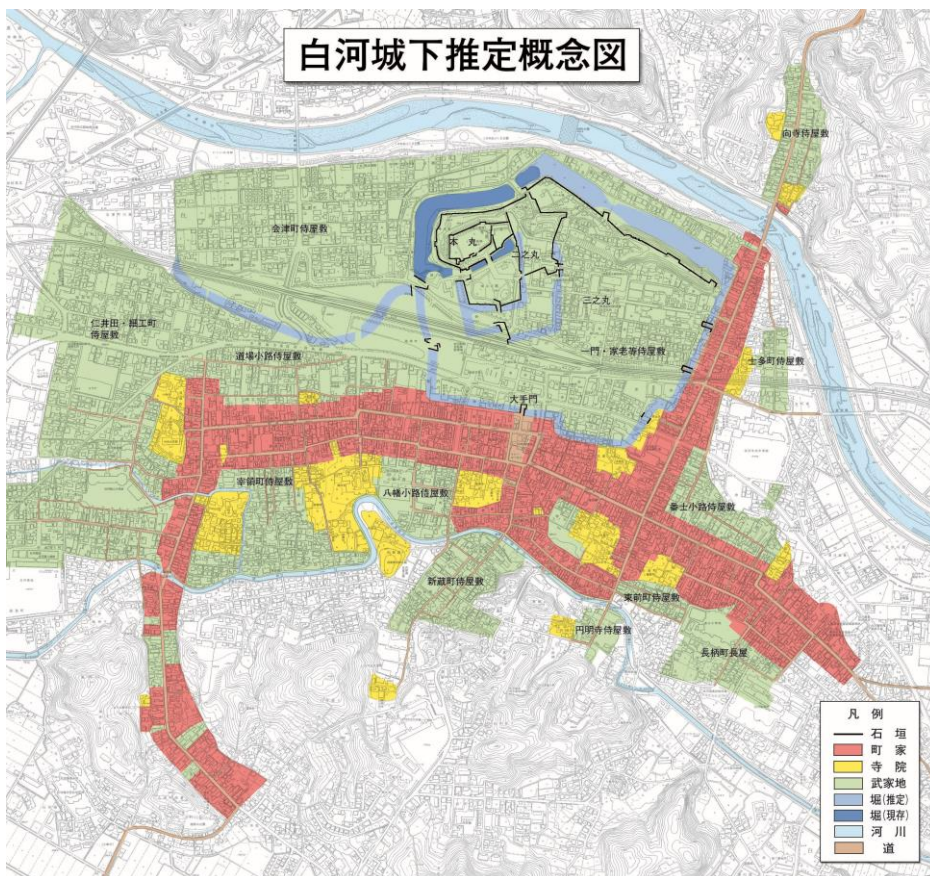 白河城下推定概念図
向寺侍屋敷
会津町侍屋敷
本丸
二之丸
三之丸
仁井田・細工町
侍屋敷
一門・家老等侍屋敷
道場小路侍屋敷
士多町侍屋敷
大手門
宰領町侍屋敷
八幡小路侍屋敷
番士小路侍屋敷
新蔵町侍屋敷
東前町侍屋敷
円明寺侍屋敷
長柄町長屋
凡例
石垣
町家
寺院
武家地
堀(推定)
堀(現存)
河川
道